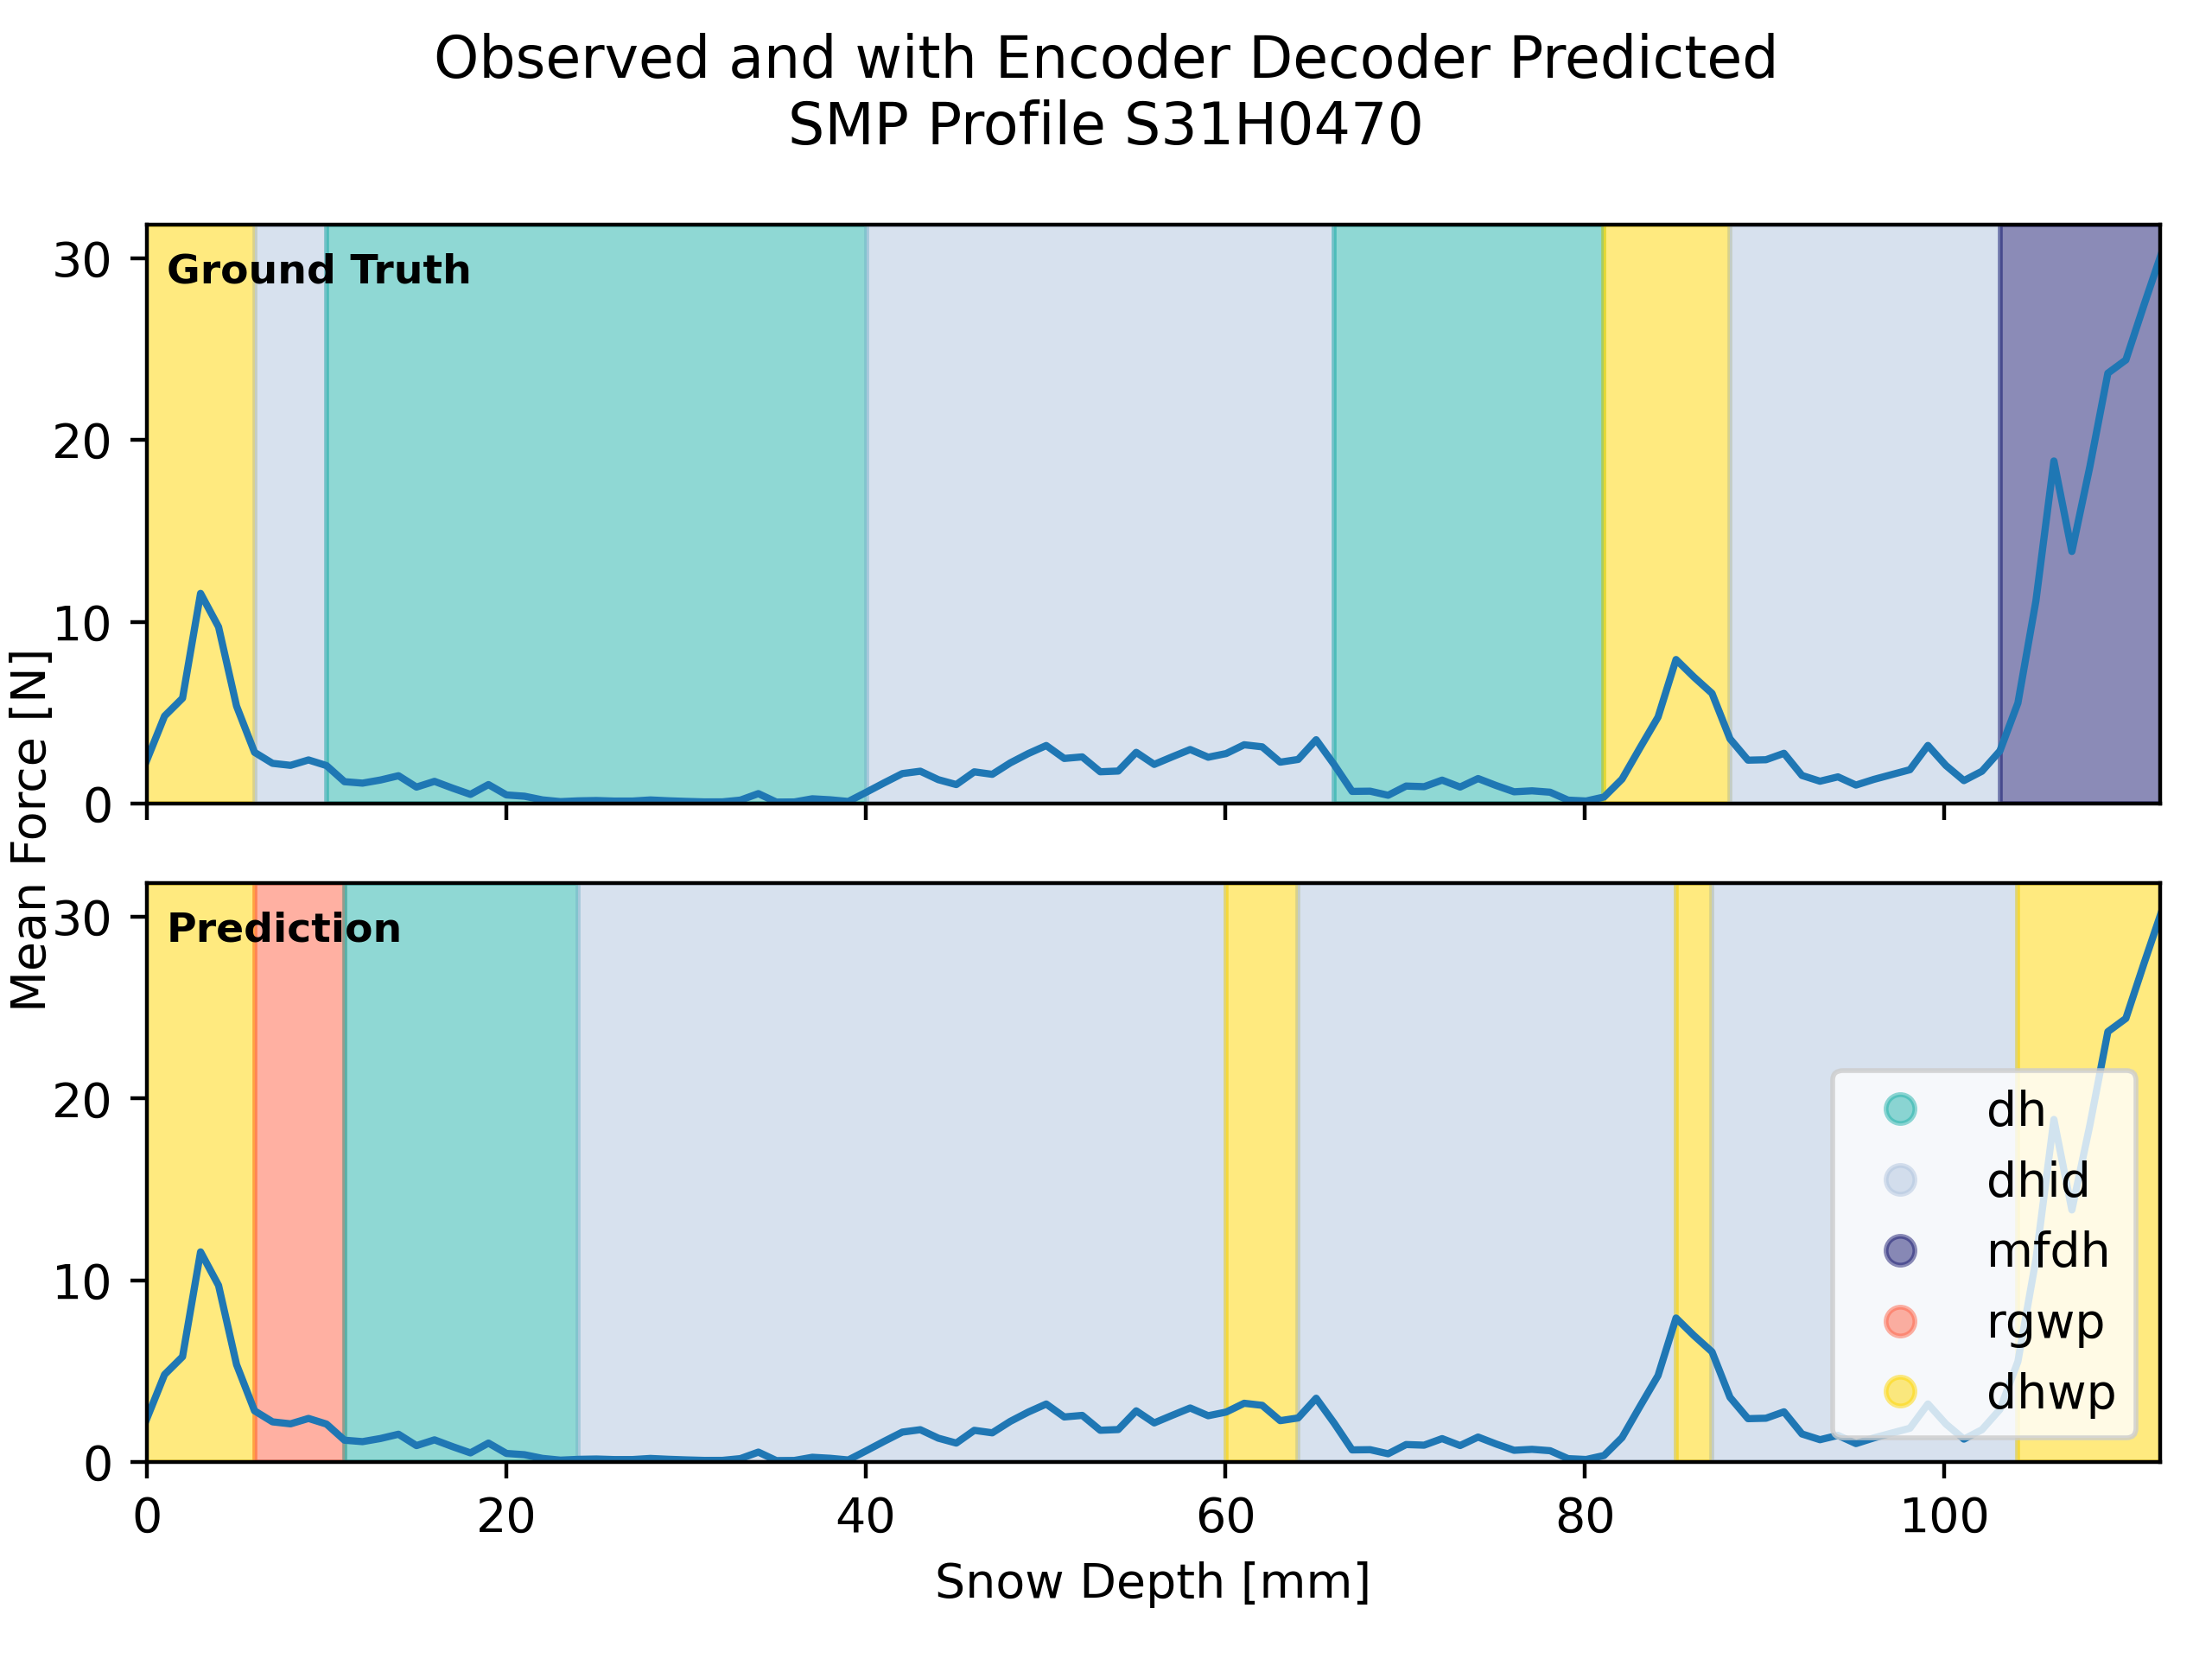 Observed and with Encoder Decoder Predicted
SMP Profile S31H0470
Mean Force [N]
30
20
10
0
Ground Truth
30
20
10
0
Prediction
dh
dhid
mfdh
rgwp
dhwp
0 20 40 60 80 100
Snow Depth [mm]